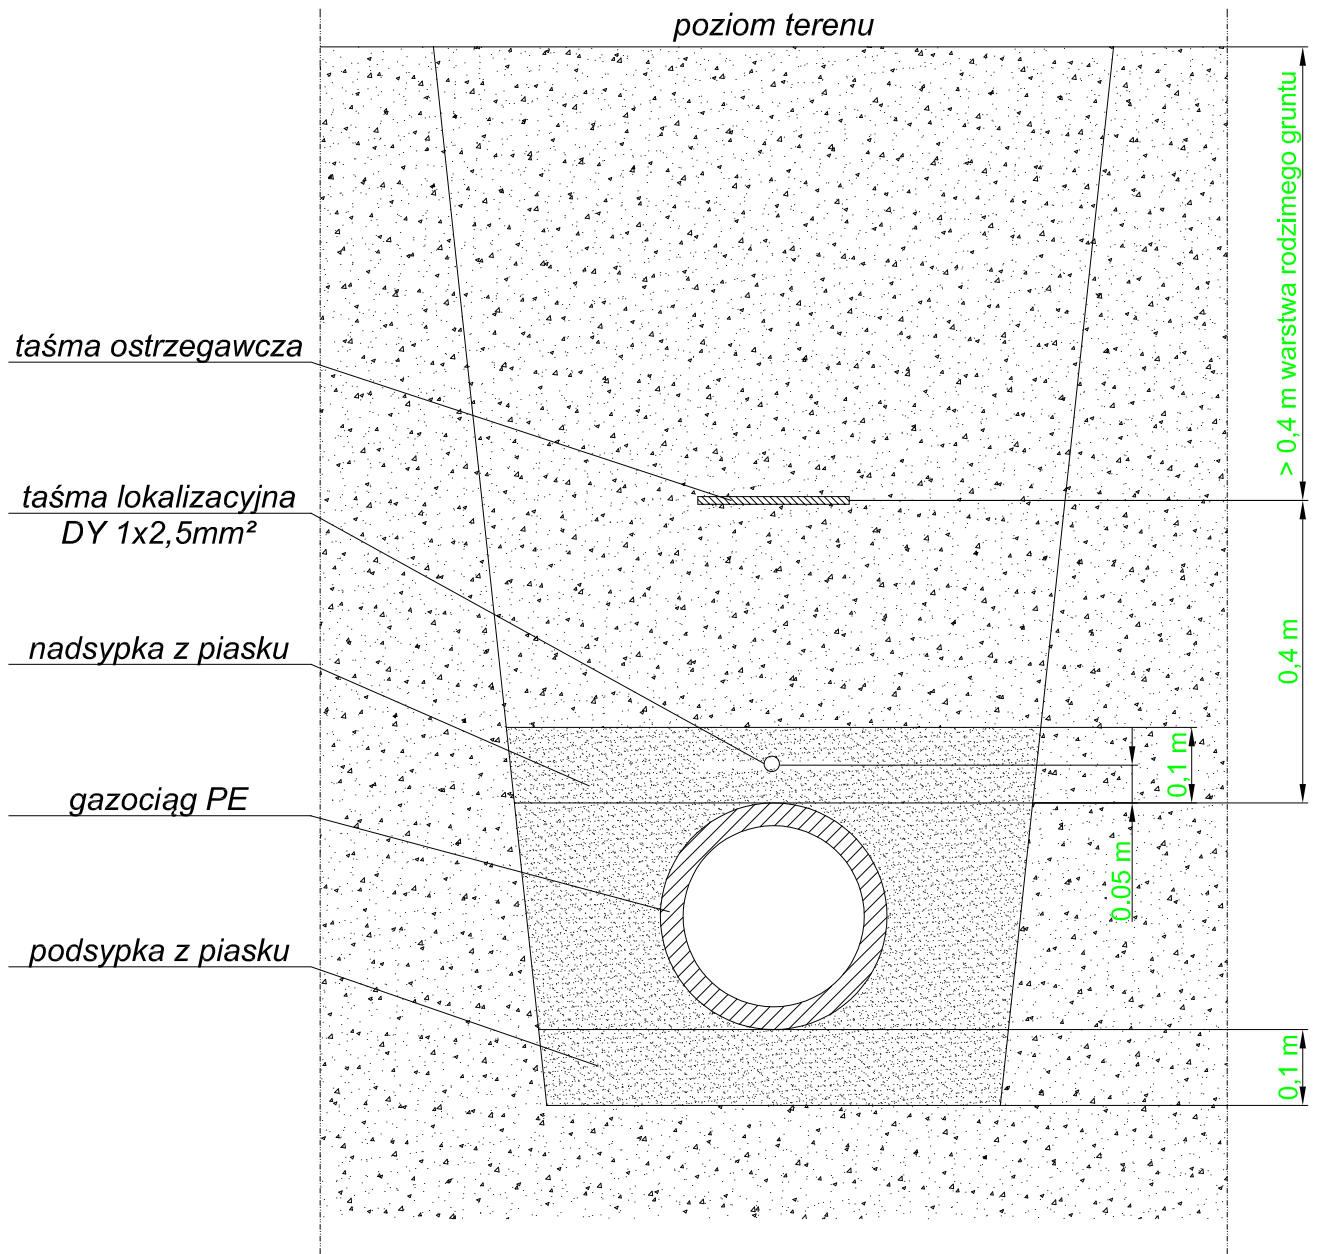 poziom terenu
> 0,4 m warstwa rodzimego gruntu
taśma ostrzegawcza
taśma lokalizacyjna
DY 1x2,5mm²
nadsypka z piasku
0,4 m
0,1 m
gazociąg PE
0.05 m
podsypka z piasku
0,1 m